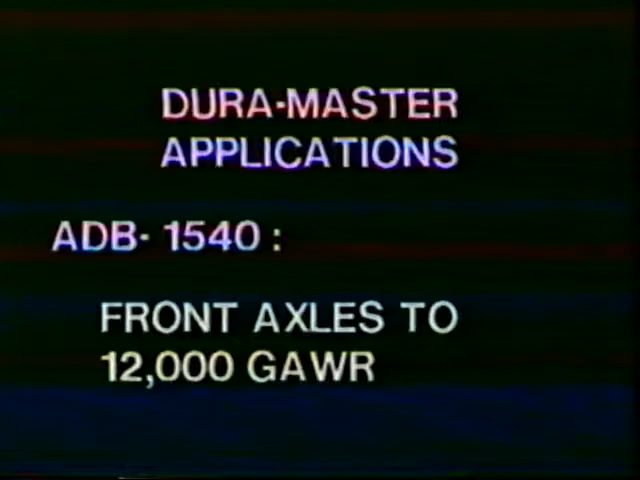 DURA-MASTER
APPLICATIONS
ADB- 1540 :
FRONT AXLES TO
12,000 GAWR